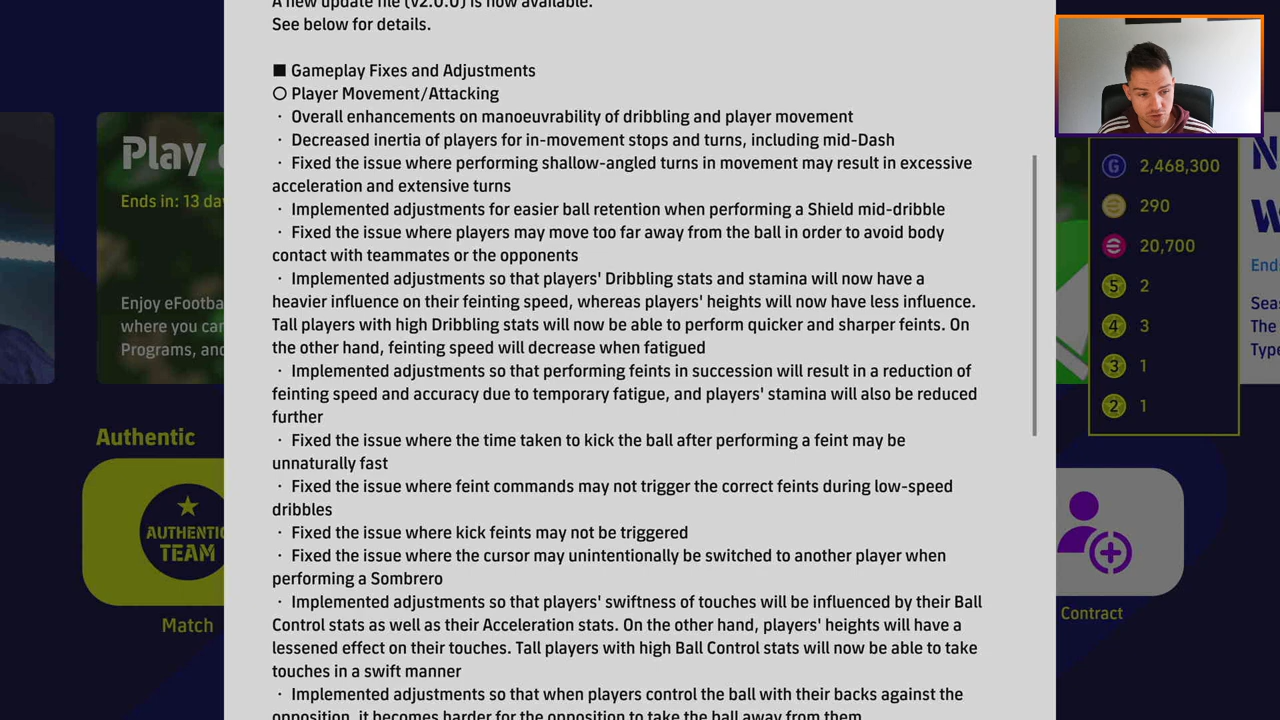 A new update file (v2.0.0) is now available.
See below for details.
■ Gameplay Fixes and Adjustments
○ Player Movement/Attacking
・ Overall enhancements on manoeuvrability of dribbling and player movement
・ Decreased inertia of players for in-movement stops and turns, including mid-Dash
・ Fixed the issue where performing shallow-angled turns in movement may result in excessive
acceleration and extensive turns
・ Implemented adjustments for easier ball retention when performing a Shield mid-dribble
・ Fixed the issue where players may move too far away from the ball in order to avoid body
contact with teammates or the opponents
・ Implemented adjustments so that players' Dribbling stats and stamina will now have a
heavier influence on their feinting speed, whereas players' heights will now have less influence.
Tall players with high Dribbling stats will now be able to perform quicker and sharper feints. On
the other hand, feinting speed will decrease when fatigued
・ Implemented adjustments so that performing feints in succession will result in a reduction of
feinting speed and accuracy due to temporary fatigue, and players' stamina will also be reduced
further
・ Fixed the issue where the time taken to kick the ball after performing a feint may be
unnaturally fast
・ Fixed the issue where feint commands may not trigger the correct feints during low-speed
dribbles
・ Fixed the issue where kick feints may not be triggered
・ Fixed the issue where the cursor may unintentionally be switched to another player when
performing a Sombrero
・ Implemented adjustments so that players' swiftness of touches will be influenced by their Ball
Control stats as well as their Acceleration stats. On the other hand, players' heights will have a
lessened effect on their touches. Tall players with high Ball Control stats will now be able to take
touches in a swift manner
・ Implemented adjustments so that when players control the ball with their backs against the
opposition, it becomes harder for the opposition to take the ball away from them
Play
Ends in: 13 da
Enjoy eFootba
where you can
Programs, and
Authentic
AUTHENTIC
TEAM
Match
G 2,468,300
290
20,700
5 2
4 3
3 1
2 1
N
W
End
Seas
The
Type
Contract